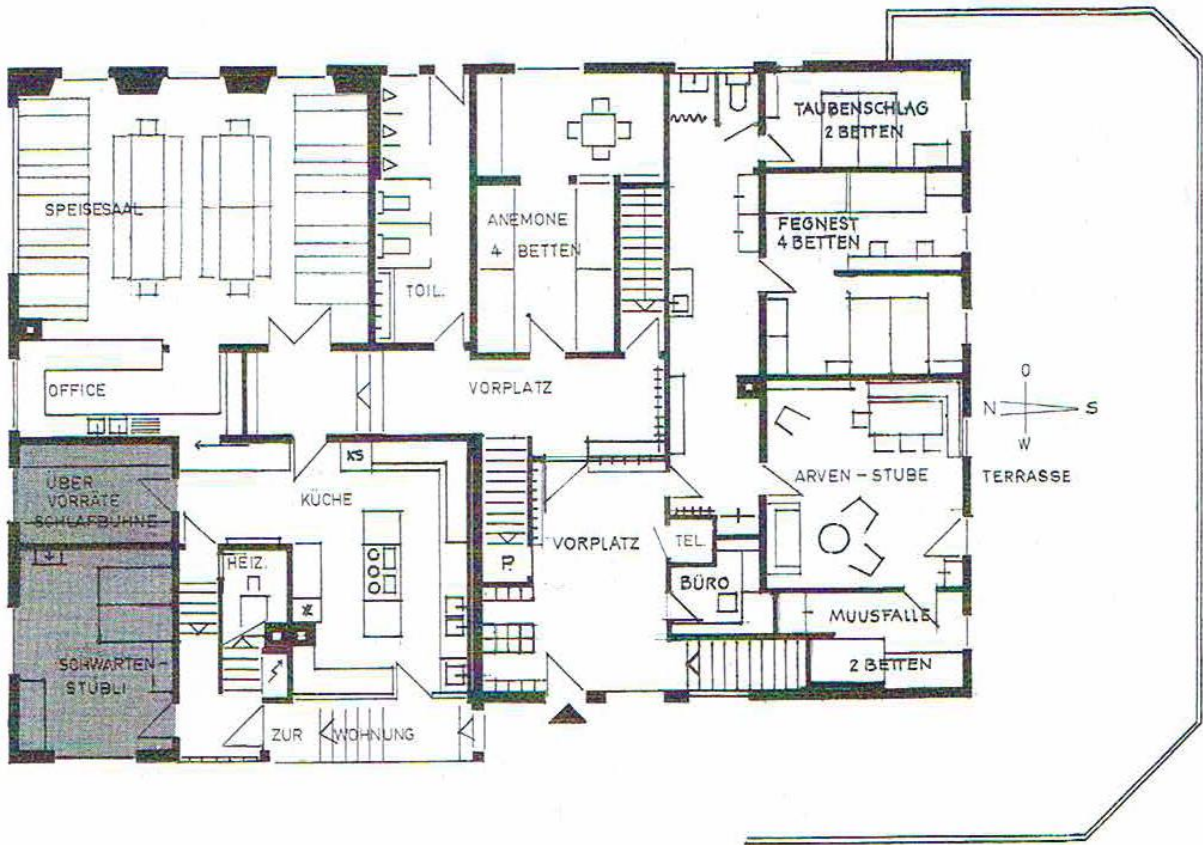 TAUBENSCHLAG
2 BETTEN
SPEISESAAL
ANEMONE
4 BETTEN
FEGNEST
4 BETTEN
TOIL.
OFFICE
VORPLATZ
O
N S
W
KS
ÜBER
VORRÄTE
SCHLAFBÜHNE
KÜCHE
ARVEN-STUBE
TERRASSE
VORPLATZ
TEL.
HEIZ.
P.
BÜRO
MUUSFALLE
SCHWARTEN-
STÜBLI
2 BETTEN
ZUR WOHNUNG